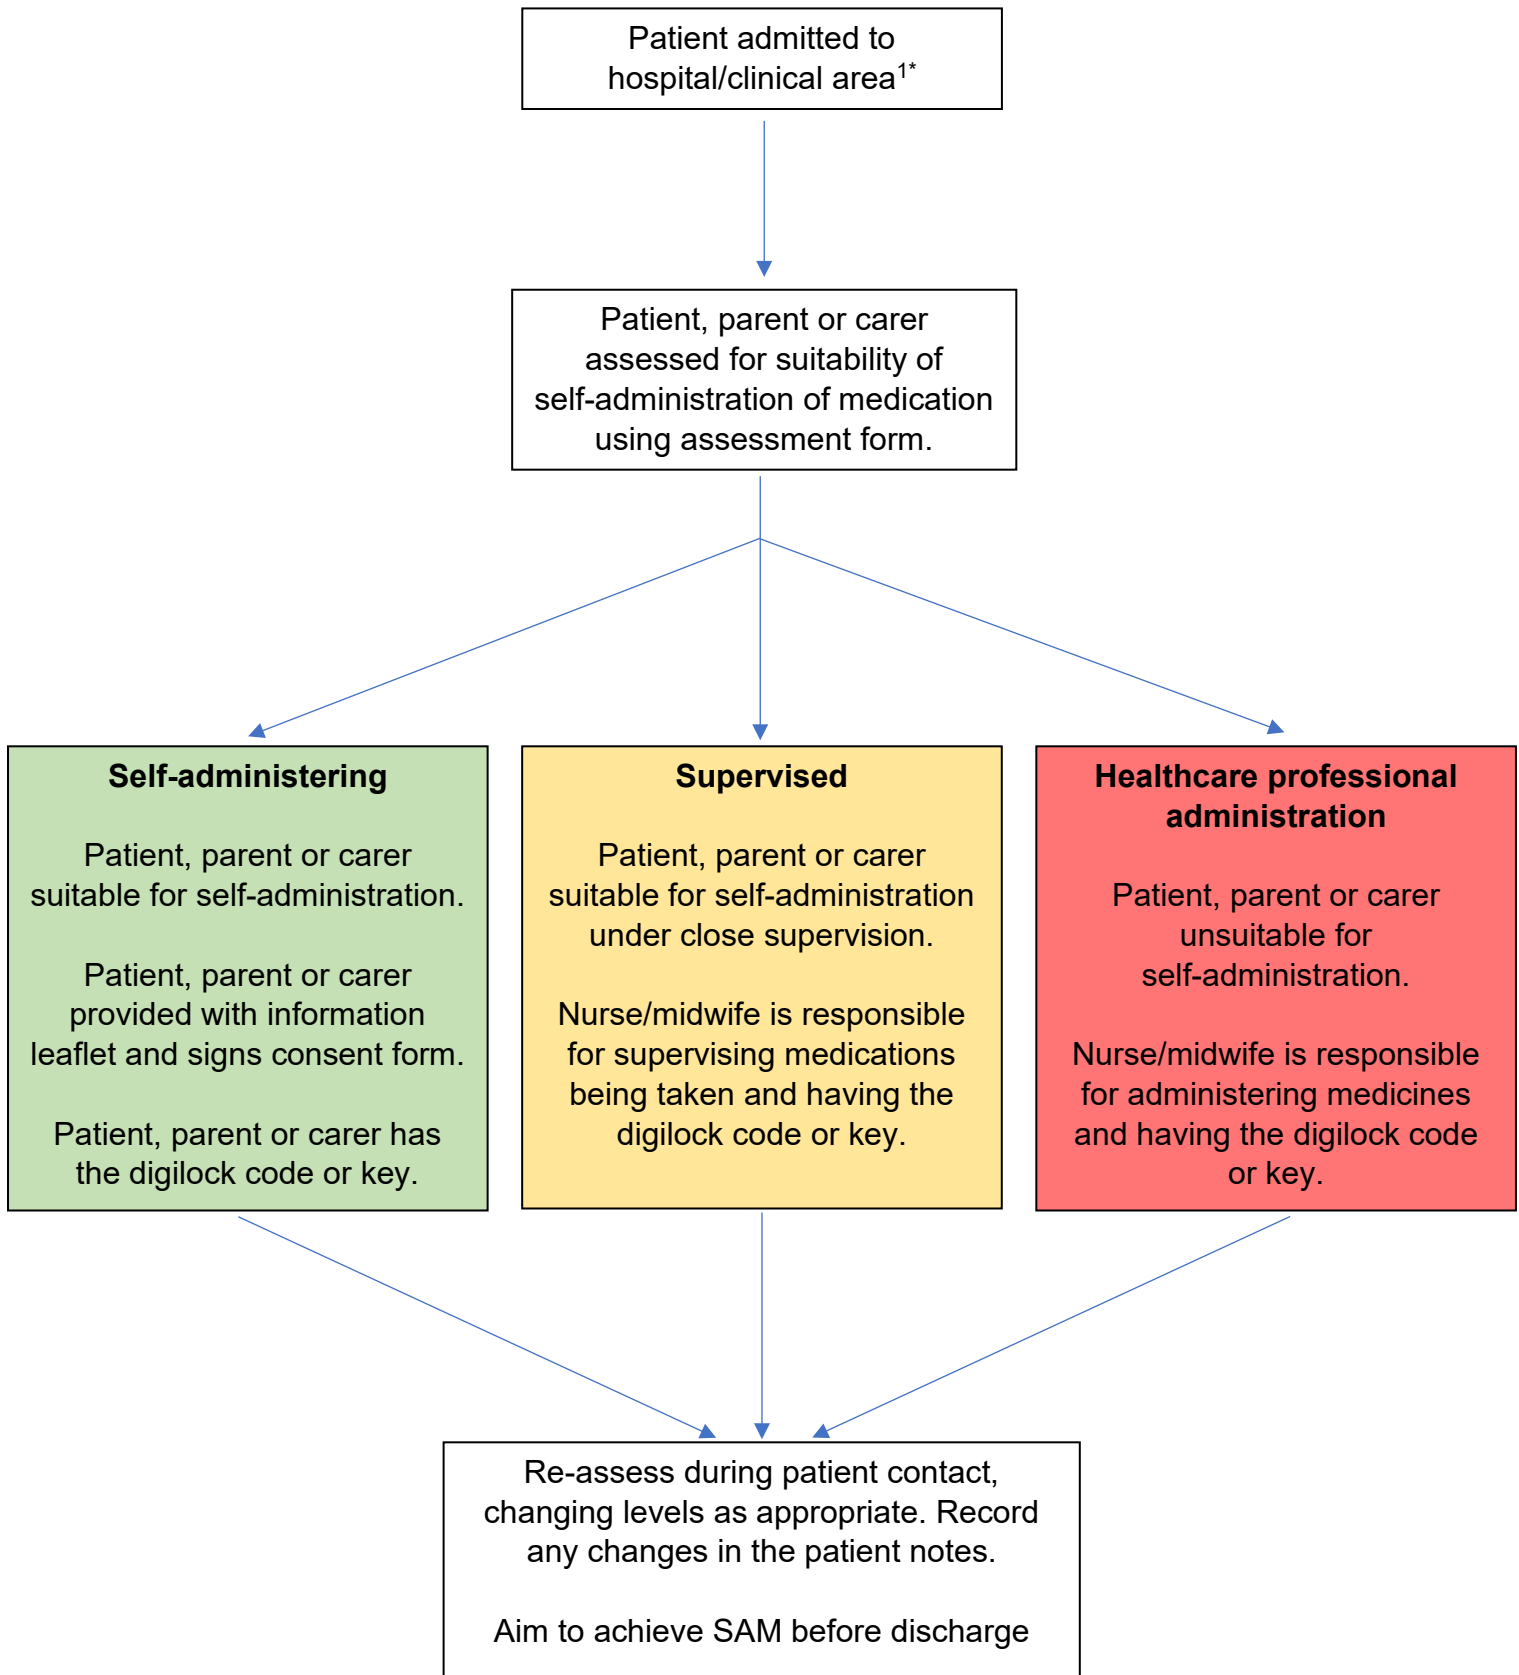 Patient admitted to
hospital/clinical area¹*
Patient, parent or carer
assessed for suitability of
self-administration of medication
using assessment form.
Self-administering
Patient, parent or carer
suitable for self-administration.
Patient, parent or carer
provided with information
leaflet and signs consent form.
Patient, parent or carer has
the digilock code or key.
Supervised
Patient, parent or carer
suitable for self-administration
under close supervision.
Nurse/midwife is responsible
for supervising medications
being taken and having the
digilock code or key.
Healthcare professional
administration
Patient, parent or carer
unsuitable for
self-administration.
Nurse/midwife is responsible
for administering medicines
and having the digilock code
or key.
Re-assess during patient contact,
changing levels as appropriate. Record
any changes in the patient notes.
Aim to achieve SAM before discharge